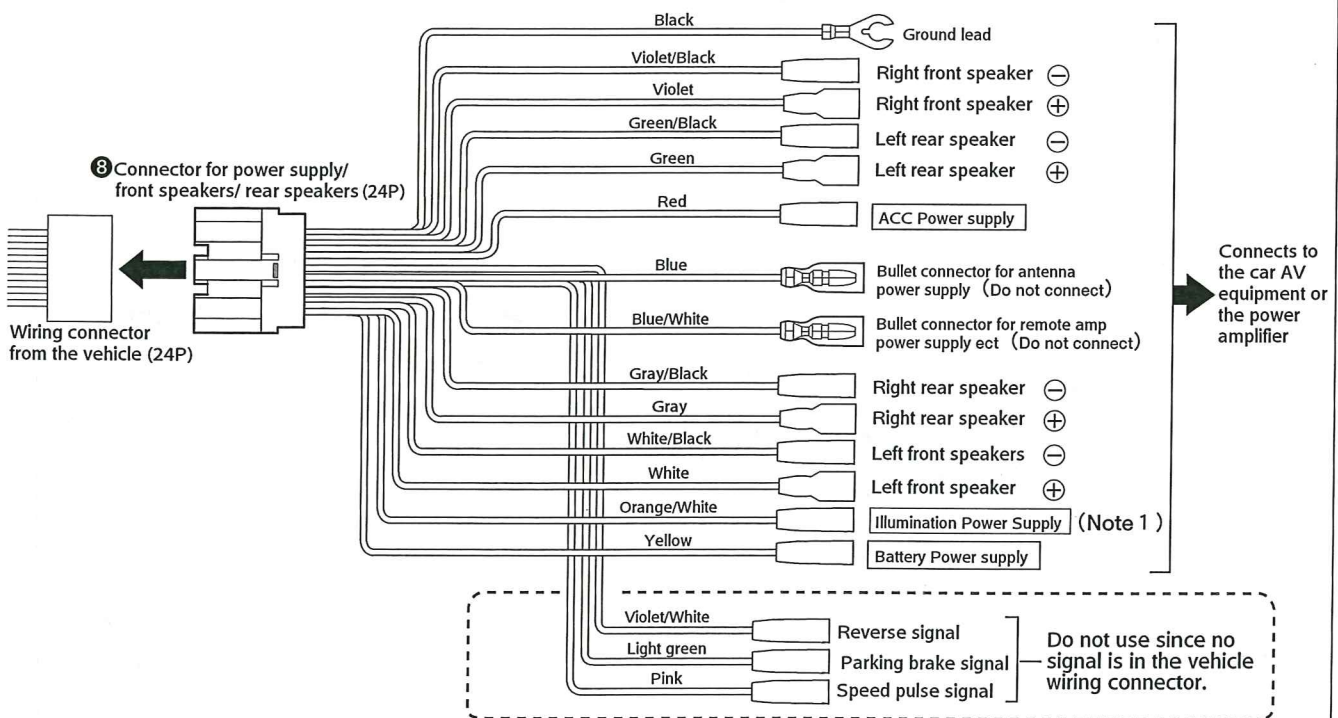 Black
Ground lead
Violet/Black
Right front speaker ⊖
Violet
Right front speaker ⊕
Green/Black
Left rear speaker ⊖
Green
Left rear speaker ⊕
Red
ACC Power supply
❽Connector for power supply/
front speakers/ rear speakers (24P)
Wiring connector
from the vehicle (24P)
Blue
Bullet connector for antenna
power supply (Do not connect)
Blue/White
Bullet connector for remote amp
power supply ect (Do not connect)
Gray/Black
Right rear speaker ⊖
Gray
Right rear speaker ⊕
White/Black
Left front speakers ⊖
White
Left front speaker ⊕
Orange/White
Illumination Power Supply (Note 1)
Yellow
Battery Power supply
Connects to
the car AV
equipment or
the power
amplifier
Violet/White
Reverse signal
Light green
Parking brake signal
Pink
Speed pulse signal
Do not use since no
signal is in the vehicle
wiring connector.